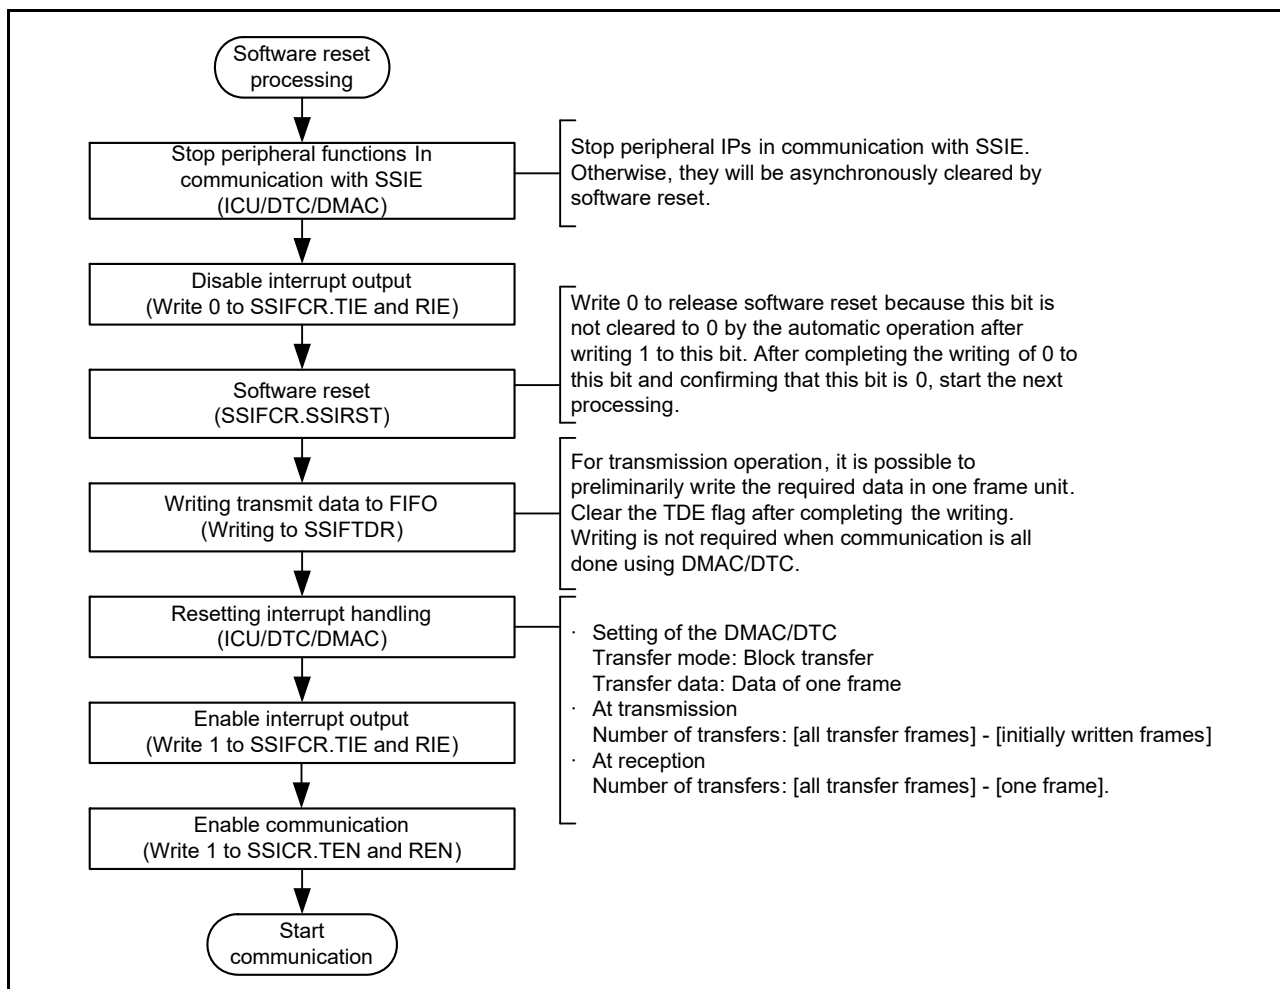 Software reset
processing
Stop peripheral functions In
communication with SSIE
(ICU/DTC/DMAC)
Stop peripheral IPs in communication with SSIE.
Otherwise, they will be asynchronously cleared by
software reset.
Disable interrupt output
(Write 0 to SSIFCR.TIE and RIE)
Software reset
(SSIFCR.SSIRST)
Write 0 to release software reset because this bit is
not cleared to 0 by the automatic operation after
writing 1 to this bit. After completing the writing of 0 to
this bit and confirming that this bit is 0, start the next
processing.
Writing transmit data to FIFO
(Writing to SSIFTDR)
For transmission operation, it is possible to
preliminarily write the required data in one frame unit.
Clear the TDE flag after completing the writing.
Writing is not required when communication is all
done using DMAC/DTC.
Resetting interrupt handling
(ICU/DTC/DMAC)
· Setting of the DMAC/DTC
Transfer mode: Block transfer
Transfer data: Data of one frame
· At transmission
Number of transfers: [all transfer frames] - [initially written frames]
· At reception
Number of transfers: [all transfer frames] - [one frame].
Enable interrupt output
(Write 1 to SSIFCR.TIE and RIE)
Enable communication
(Write 1 to SSICR.TEN and REN)
Start
communication